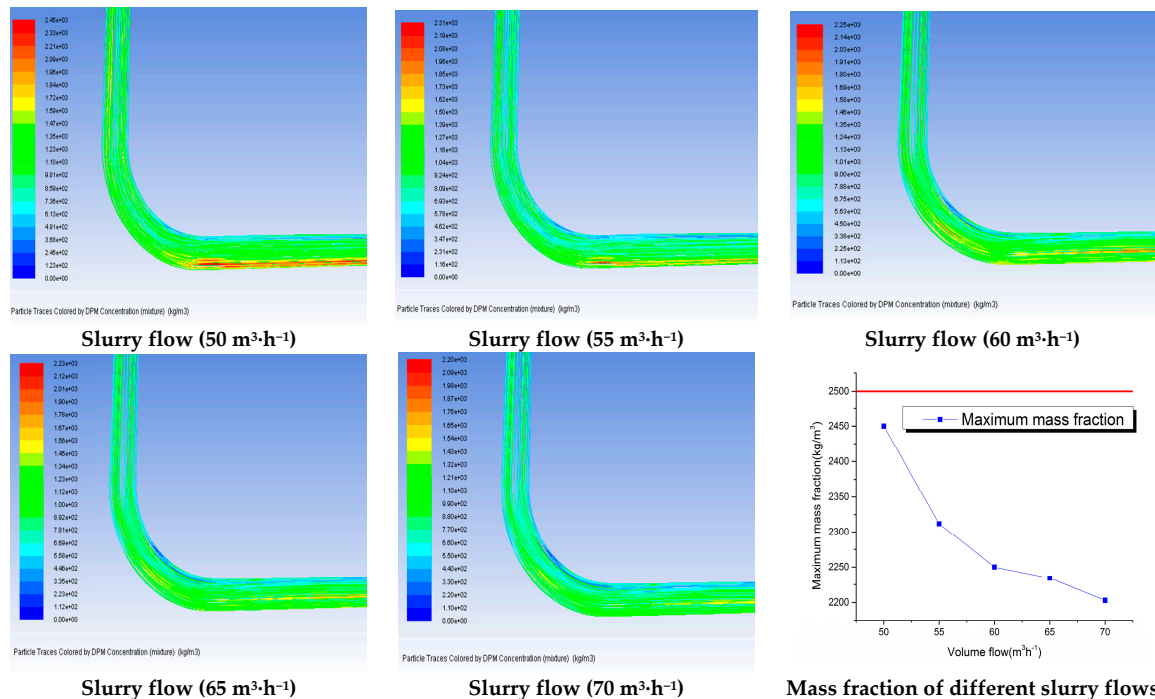 2.46e+03
2.33e+03
2.21e+03
2.09e+03
1.96e+03
1.84e+03
1.72e+03
1.59e+03
1.47e+03
1.35e+03
1.23e+03
1.10e+03
9.81e+02
8.59e+02
7.36e+02
6.13e+02
4.91e+02
3.68e+02
2.45e+02
1.23e+02
0.00e+00
Particle Traces Colored by DPM Concentration (mixture) (kg/m3)
Slurry flow (50 m³·h⁻¹)
2.31e+03
2.19e+03
2.08e+03
1.96e+03
1.85e+03
1.73e+03
1.62e+03
1.50e+03
1.39e+03
1.27e+03
1.16e+03
1.04e+03
9.24e+02
8.09e+02
6.93e+02
5.78e+02
4.62e+02
3.47e+02
2.31e+02
1.16e+02
0.00e+00
Particle Traces Colored by DPM Concentration (mixture) (kg/m3)
Slurry flow (55 m³·h⁻¹)
2.25e+03
2.14e+03
2.03e+03
1.91e+03
1.80e+03
1.69e+03
1.58e+03
1.46e+03
1.35e+03
1.24e+03
1.13e+03
1.01e+03
9.00e+02
7.88e+02
6.75e+02
5.63e+02
4.50e+02
3.38e+02
2.25e+02
1.13e+02
0.00e+00
Particle Traces Colored by DPM Concentration (mixture) (kg/m3)
Slurry flow (60 m³·h⁻¹)
2.23e+03
2.12e+03
2.01e+03
1.90e+03
1.79e+03
1.67e+03
1.56e+03
1.45e+03
1.34e+03
1.23e+03
1.12e+03
1.00e+03
8.92e+02
7.81e+02
6.69e+02
5.58e+02
4.46e+02
3.35e+02
2.23e+02
1.12e+02
0.00e+00
Particle Traces Colored by DPM Concentration (mixture) (kg/m3)
Slurry flow (65 m³·h⁻¹)
2.20e+03
2.09e+03
1.98e+03
1.87e+03
1.76e+03
1.65e+03
1.54e+03
1.43e+03
1.32e+03
1.21e+03
1.10e+03
9.90e+02
8.80e+02
7.70e+02
6.60e+02
5.50e+02
4.40e+02
3.30e+02
2.20e+02
1.10e+02
0.00e+00
Particle Traces Colored by DPM Concentration (mixture) (kg/m3)
Slurry flow (70 m³·h⁻¹)
Maximum mass fraction(kg/m³)
2500
2450
2400
2350
2300
2250
2200
Maximum mass fraction
50 55 60 65 70
Volume flow(m³h⁻¹)
Mass fraction of different slurry flows